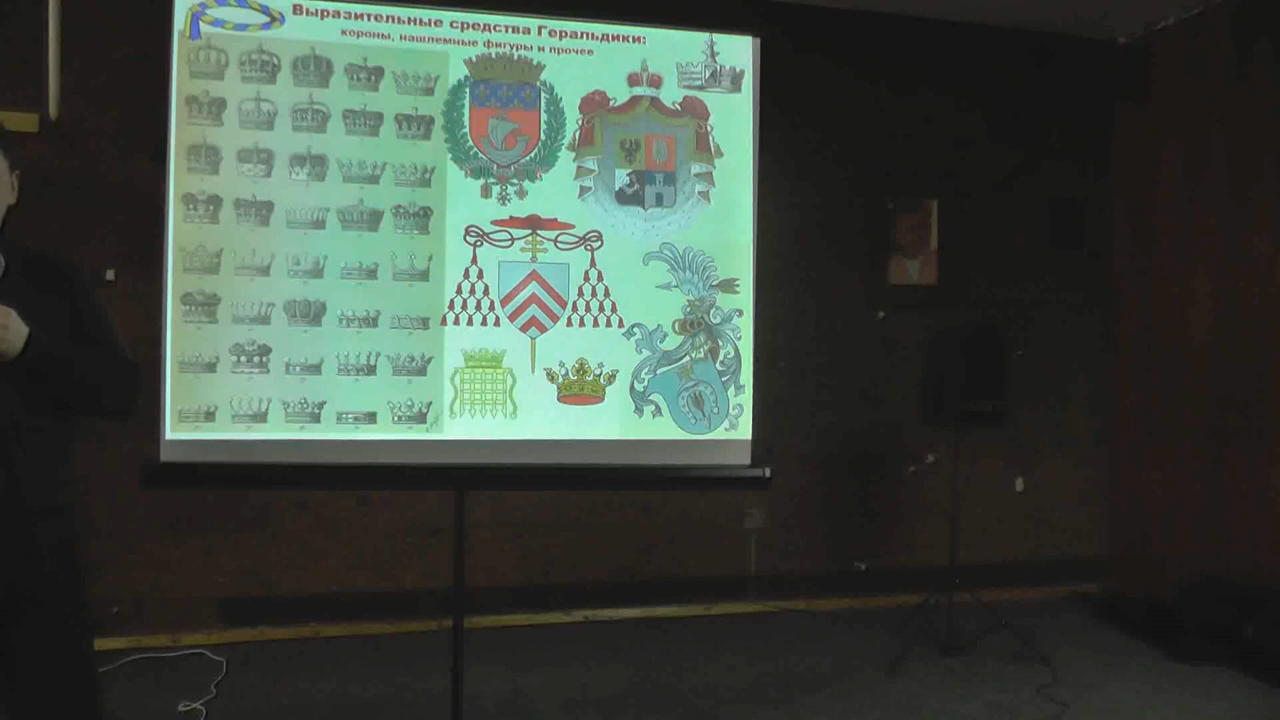 Выразительные средства Геральдики:
короны, нашлемные фигуры и прочее